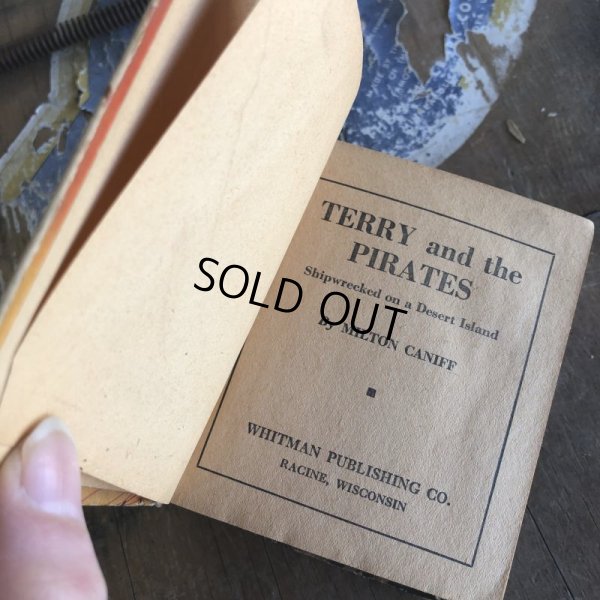 TERRY and the
PIRATES
Shipwrecked on a Desert Island
By MILTON CANIFF
WHITMAN PUBLISHING CO.
RACINE, WISCONSIN
SOLD OUT